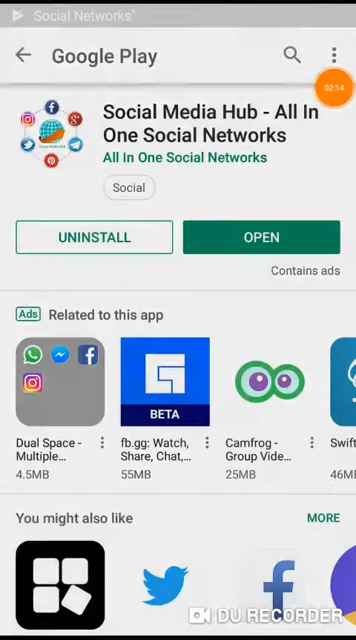 Social Networks"
Google Play
02:14
Social Media Hub - All In
One Social Networks
All In One Social Networks
Social
UNINSTALL
OPEN
Contains ads
Ads Related to this app
BETA
Dual Space -
Multiple...
4.5MB
fb.gg: Watch,
Share, Chat,...
55MB
Camfrog -
Group Vide...
25MB
Swift
46M
You might also like
MORE
DU RECORDER